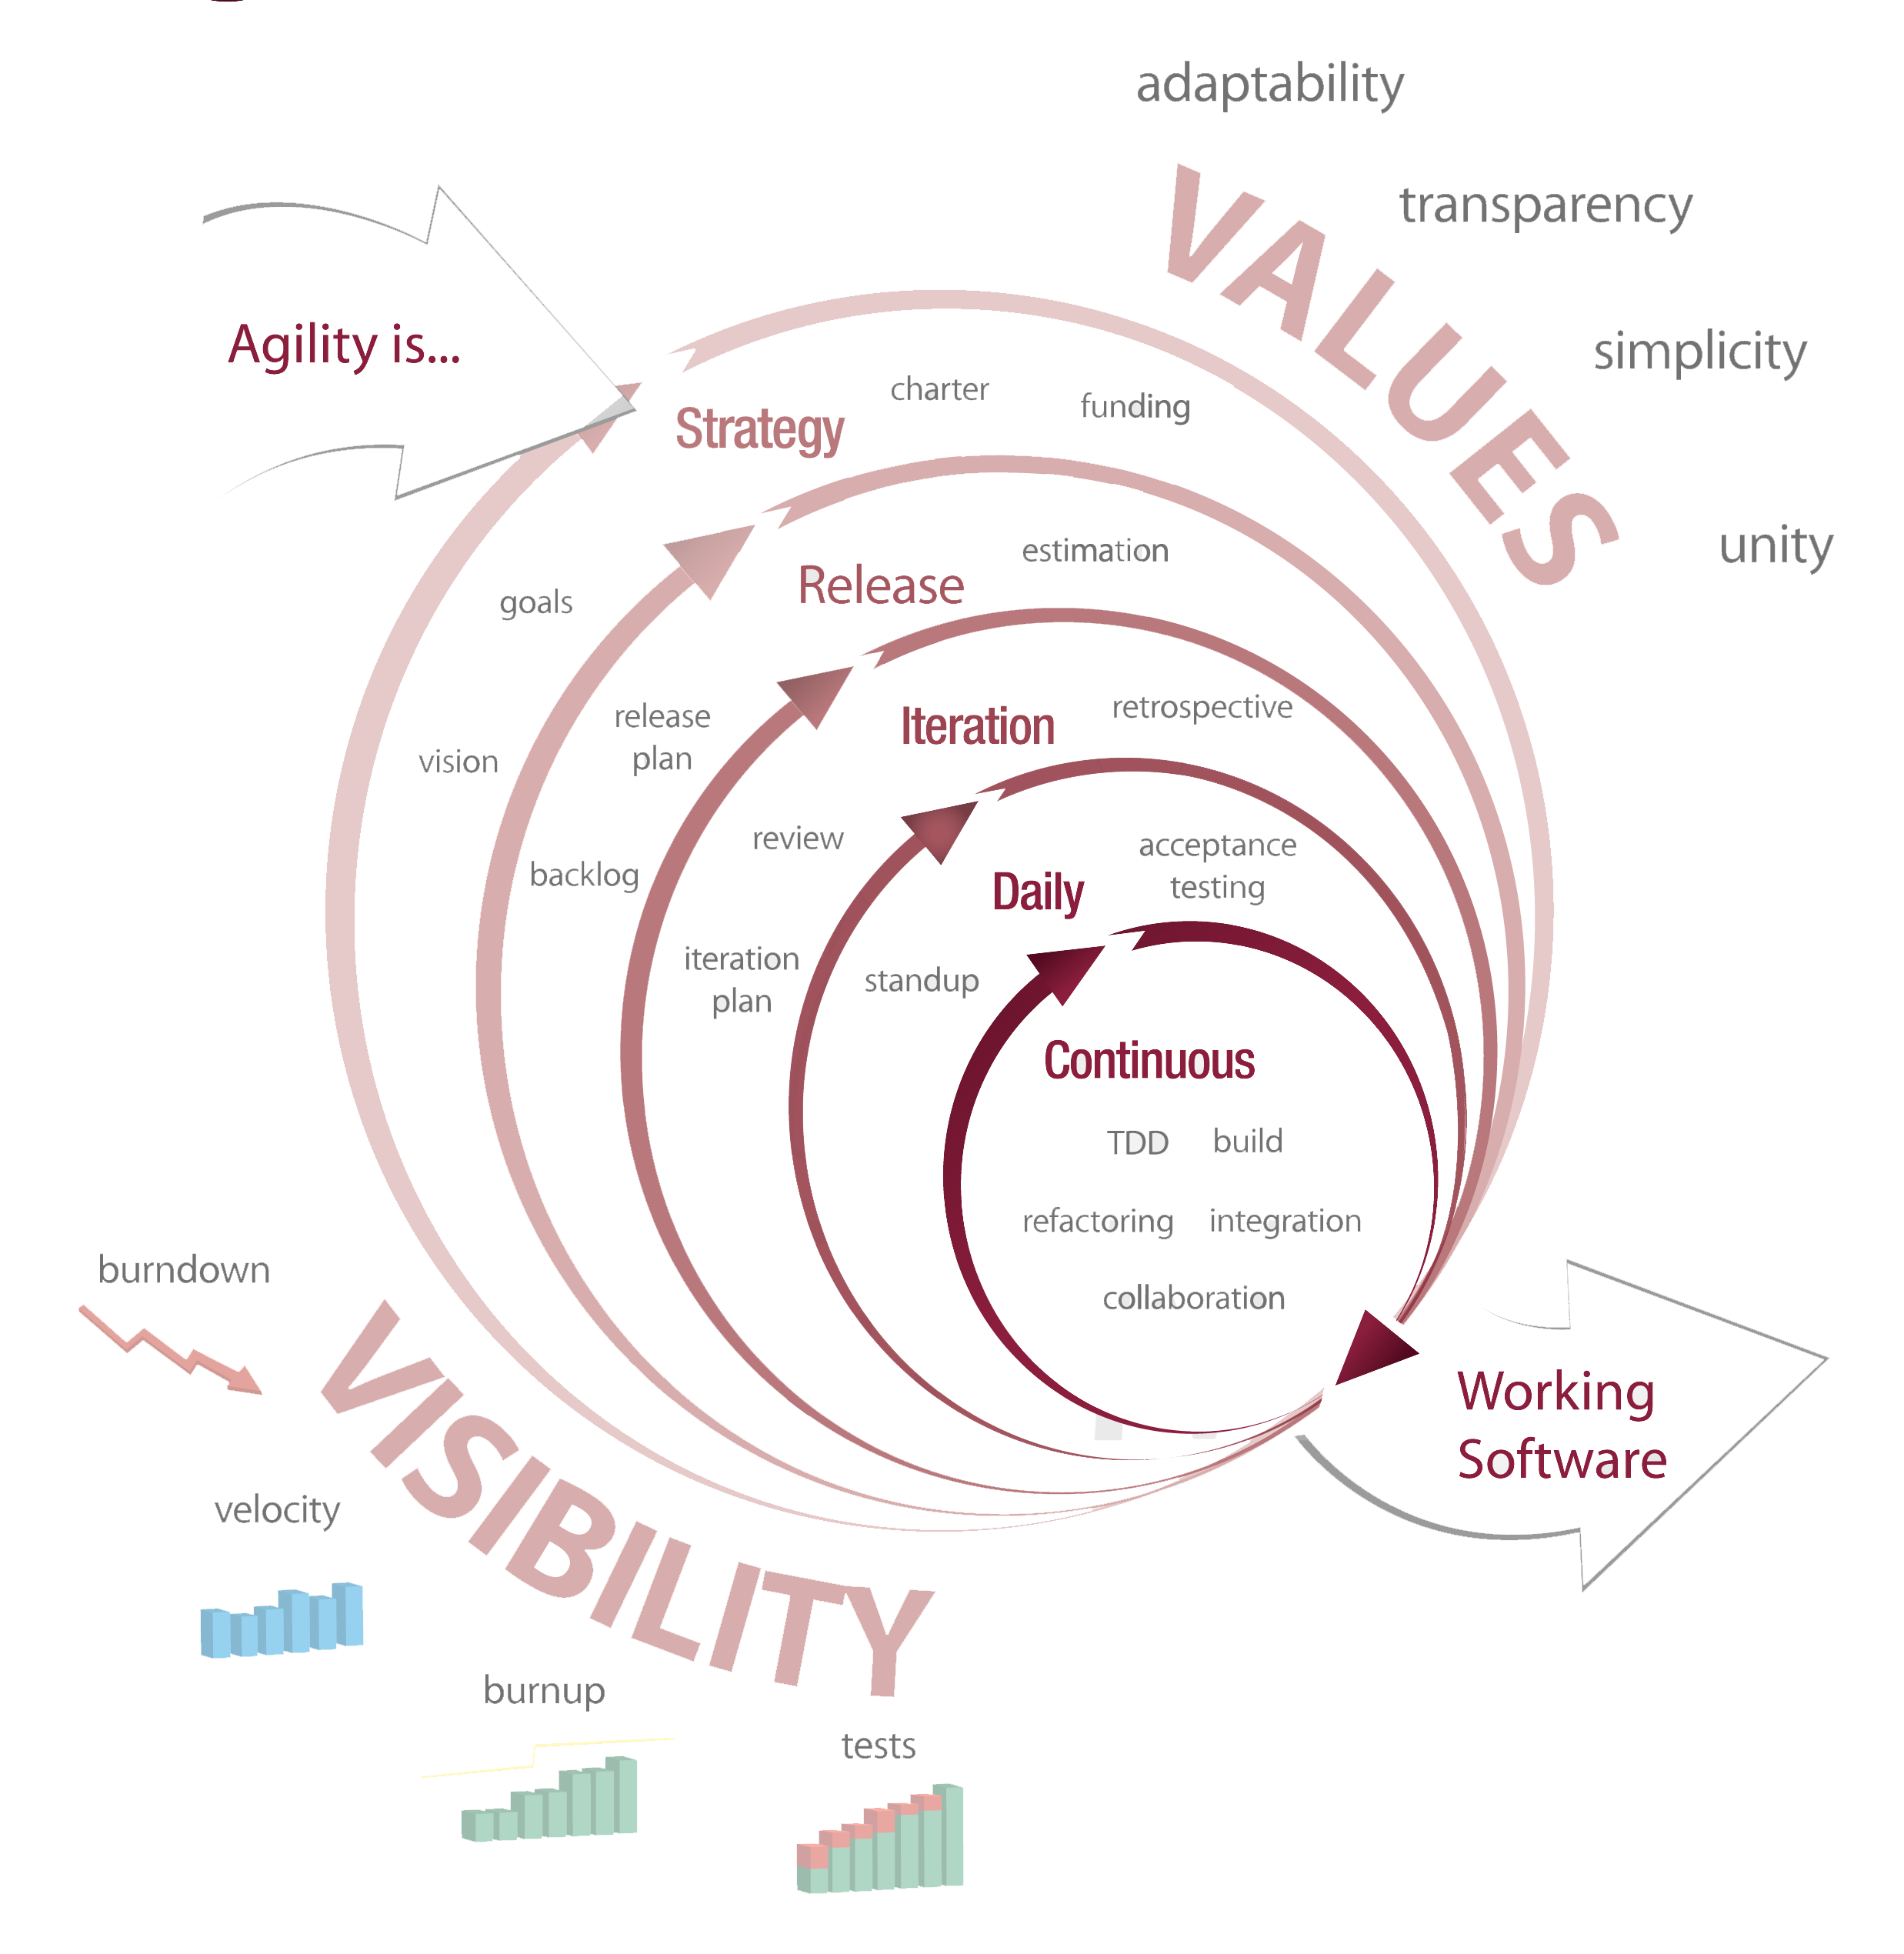 adaptability
VALUES
transparency
simplicity
unity
Agility is...
Strategy
charter
funding
goals
vision
Release
estimation
release
plan
backlog
Iteration
retrospective
review
iteration
plan
Daily
acceptance
testing
standup
Continuous
TDD
build
refactoring
integration
collaboration
Working
Software
burndown
VISIBILITY
velocity
burnup
tests